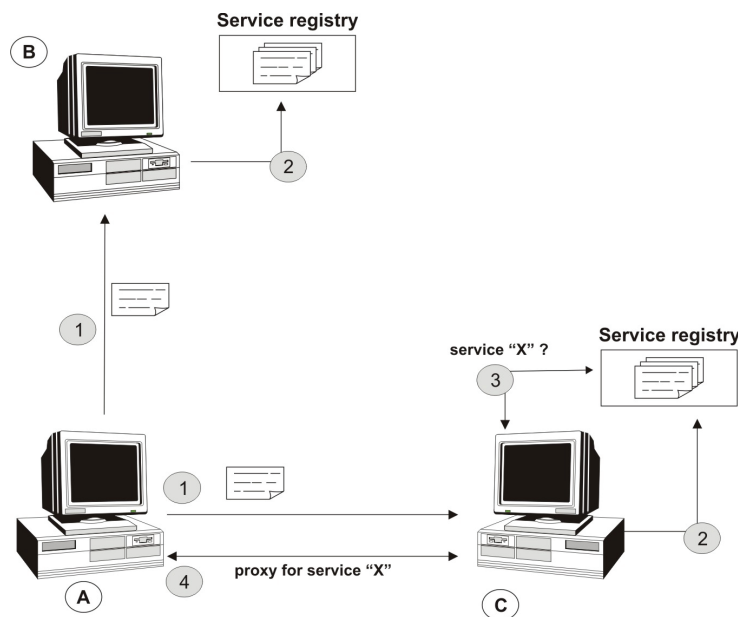 Service registry
B
2
1
service “X” ?
Service registry
3
1
2
4
proxy for service “X”
A
C